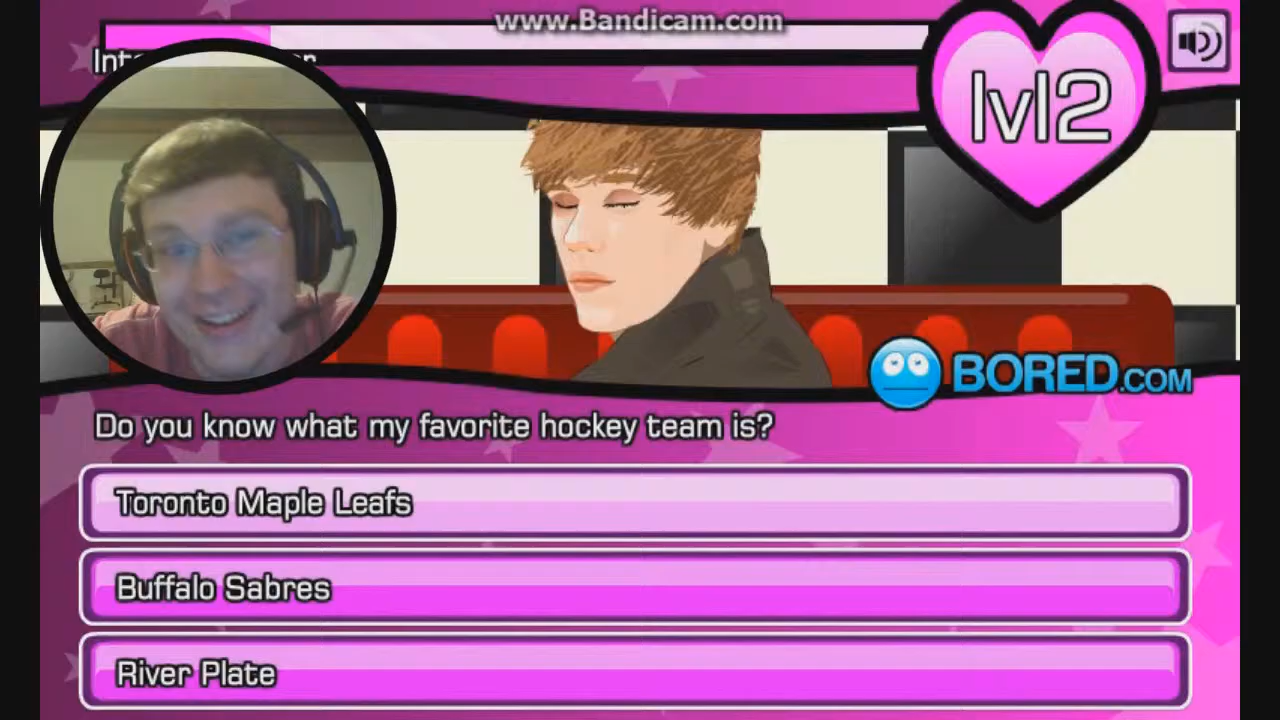 www.Bandicam.com
lvl2
BORED.COM
Do you know what my favorite hockey team is?
Toronto Maple Leafs
Buffalo Sabres
River Plate